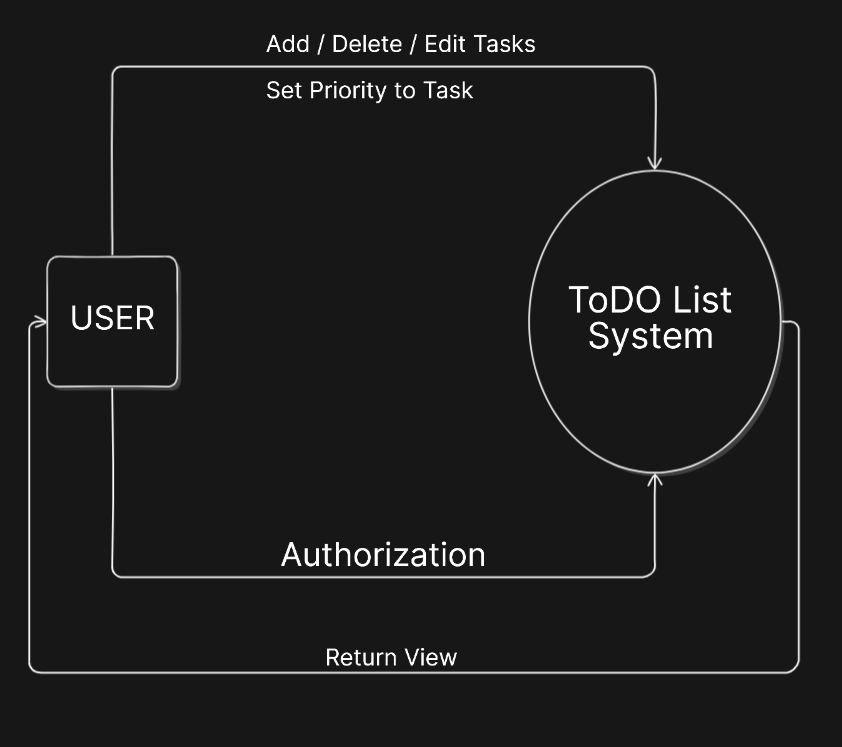 Add / Delete / Edit Tasks
Set Priority to Task
USER
ToDO List
System
Authorization
Return View